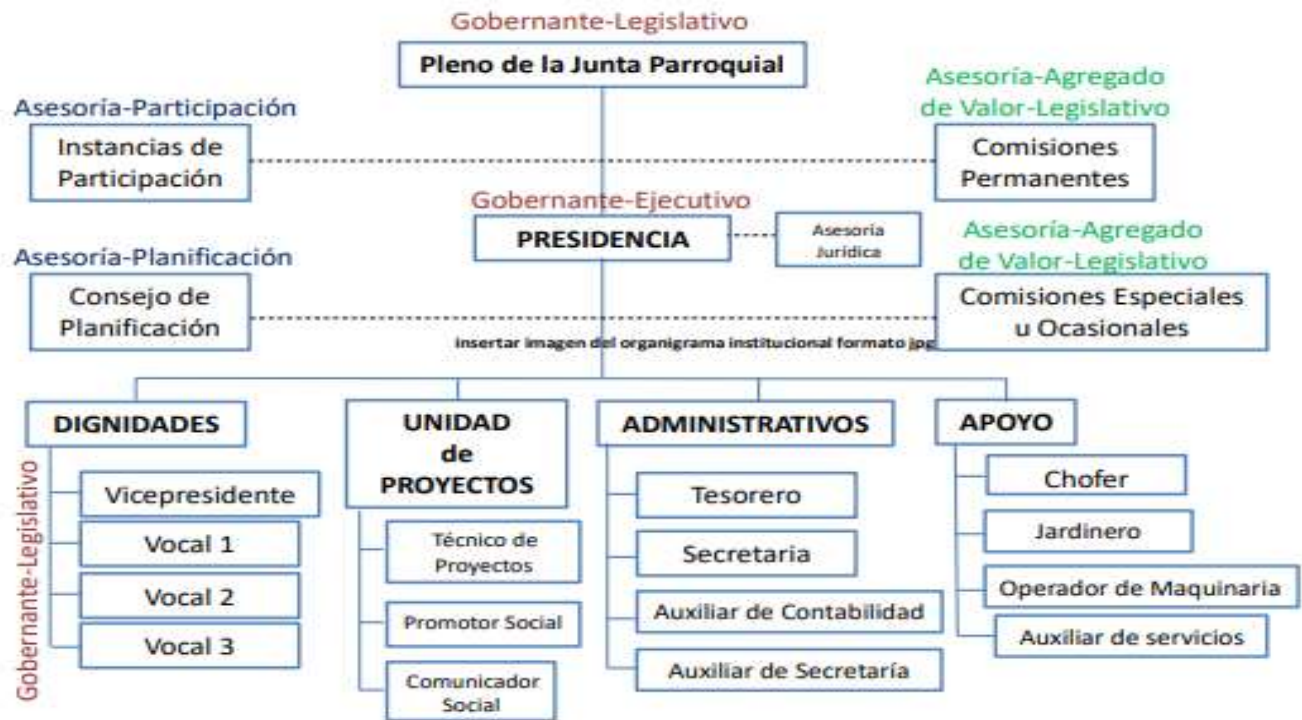 Gobernante-Legislativo
Pleno de la Junta Parroquial
Asesoría-Participación
Instancias de
Participación
Asesoría-Agregado
de Valor-Legislativo
Comisiones
Permanentes
Gobernante-Ejecutivo
PRESIDENCIA
Asesoría
Jurídica
Asesoría-Planificación
Consejo de
Planificación
Asesoría-Agregado
de Valor-Legislativo
Comisiones Especiales
u Ocasionales
insertar imagen del organigrama institucional formato jpg
DIGNIDADES
Gobernante-Legislativo
Vicepresidente
Vocal 1
Vocal 2
Vocal 3
UNIDAD
de
PROYECTOS
Técnico de
Proyectos
Promotor Social
Comunicador
Social
ADMINISTRATIVOS
Tesorero
Secretaria
Auxiliar de Contabilidad
Auxiliar de Secretaría
APOYO
Chofer
Jardinero
Operador de Maquinaria
Auxiliar de servicios